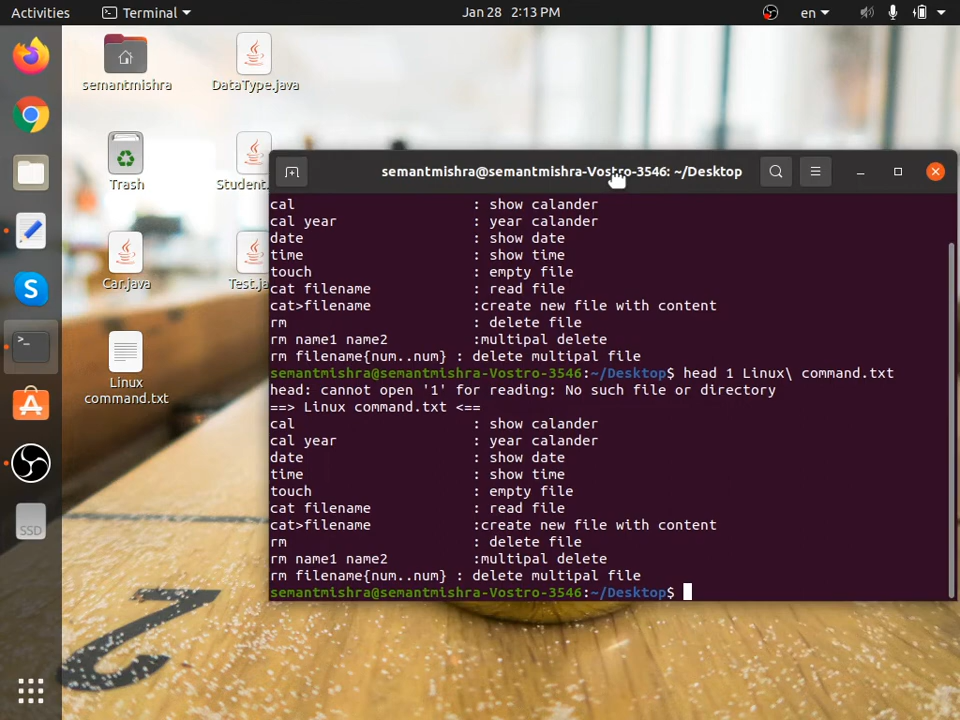 Activities
Terminal
Jan 28 2:13 PM
en
semantmishra
DataType.java
Trash
Student.
Car.java
Test.ja
Linux
command.txt
SSD
semantmishra@semantmishra-Vostro-3546: ~/Desktop
cal : show calander
cal year : year calander
date : show date
time : show time
touch : empty file
cat filename : read file
cat>filename :create new file with content
rm : delete file
rm name1 name2 :multipal delete
rm filename{num..num} : delete multipal file
semantmishra@semantmishra-Vostro-3546:~/Desktop$ head 1 Linux\ command.txt
head: cannot open '1' for reading: No such file or directory
==> Linux command.txt <==
cal : show calander
cal year : year calander
date : show date
time : show time
touch : empty file
cat filename : read file
cat>filename :create new file with content
rm : delete file
rm name1 name2 :multipal delete
rm filename{num..num} : delete multipal file
semantmishra@semantmishra-Vostro-3546:~/Desktop$